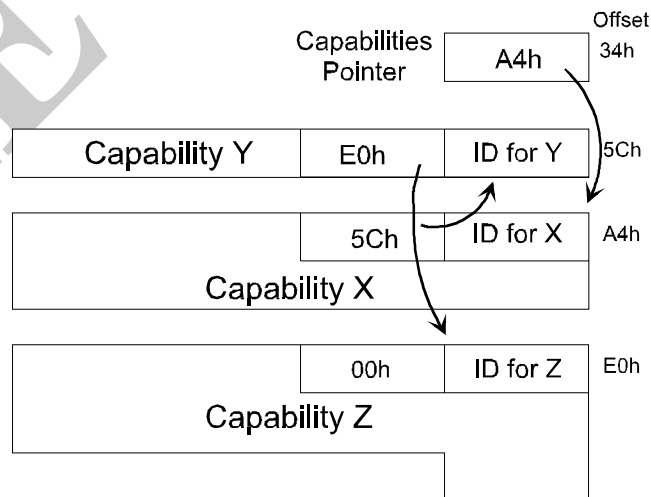 Offset
Capabilities Pointer
A4h
34h
Capability Y
E0h
ID for Y
5Ch
5Ch
ID for X
A4h
Capability X
00h
ID for Z
E0h
Capability Z